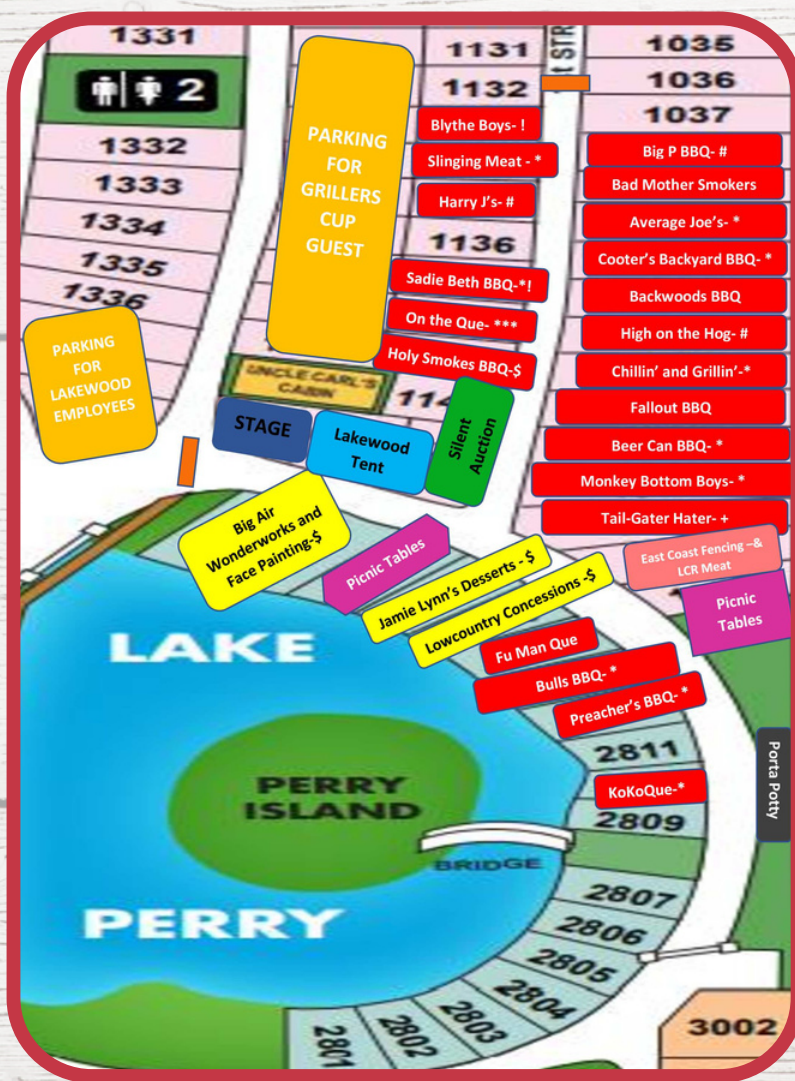 1331
2
1332
1333
1334
1335
1336
PARKING
FOR
LAKEWOOD
EMPLOYEES
PARKING
FOR
GRILLERS
CUP
GUEST
1131
1132
Blythe Boys- !
Slinging Meat - *
Harry J's- #
1136
Sadie Beth BBQ-*!
On the Que- ***
Holy Smokes BBQ-$
UNCLE CARL'S
CABIN
114
STAGE
Lakewood
Tent
Silent
Auction
t STR
1035
1036
1037
Big P BBQ- #
Bad Mother Smokers
Average Joe's- *
Cooter's Backyard BBQ- *
Backwoods BBQ
High on the Hog- #
Chillin' and Grillin'-*
Fallout BBQ
Beer Can BBQ- *
Monkey Bottom Boys- *
Tail-Gater Hater- +
East Coast Fencing –&
LCR Meat
Picnic
Tables
Big Air
Wonderworks and
Face Painting-$
Picnic Tables
Jamie Lynn's Desserts - $
Lowcountry Concessions -$
Fu Man Que
Bulls BBQ- *
Preacher's BBQ- *
2811
KoKoQue-*
2809
Porta Potty
LAKE
PERRY
ISLAND
BRIDGE
PERRY
2807
2806
2805
2804
2803
2802
2801
3002